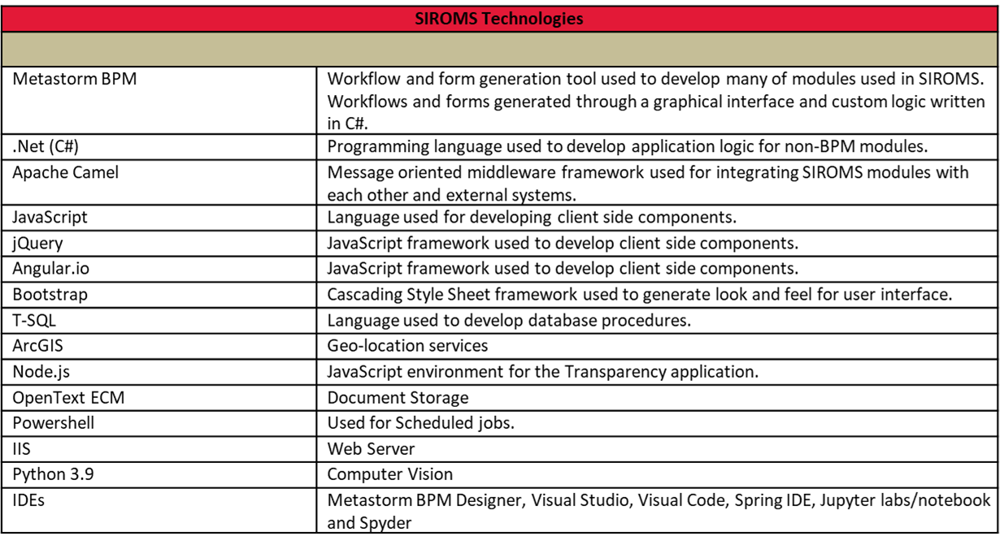 SIROMS Technologies
Metastorm BPM
Workflow and form generation tool used to develop many of modules used in SIROMS.
Workflows and forms generated through a graphical interface and custom logic written
in C#.
.Net (C#)
Programming language used to develop application logic for non-BPM modules.
Apache Camel
Message oriented middleware framework used for integrating SIROMS modules with
each other and external systems.
JavaScript
Language used for developing client side components.
jQuery
JavaScript framework used to develop client side components.
Angular.io
JavaScript framework used to develop client side components.
Bootstrap
Cascading Style Sheet framework used to generate look and feel for user interface.
T-SQL
Language used to develop database procedures.
ArcGIS
Geo-location services
Node.js
JavaScript environment for the Transparency application.
OpenText ECM
Document Storage
Powershell
Used for Scheduled jobs.
IIS
Web Server
Python 3.9
Computer Vision
IDEs
Metastorm BPM Designer, Visual Studio, Visual Code, Spring IDE, Jupyter labs/notebook
and Spyder